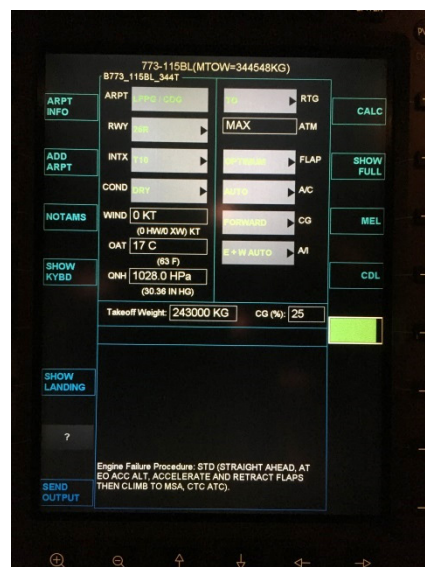 773-115BL(MTOW=344548KG)
B773_115BL_344T
ARPT INFO
ARPT LFPG / CDG
TO RTG
CALC
RWY 26R
MAX ATM
ADD ARPT
INTX
OPTIMUM FLAP
SHOW FULL
COND DRY
AUTO A/C
NOTAMS
WIND 0 KT
(0 HW/0 XW) KT
FORWARD CG
MEL
OAT 17 C
(63 F)
E + W AUTO A/I
SHOW KYBD
QNH 1028.0 HPa
(30.36 IN HG)
CDL
Takeoff Weight: 243000 KG CG (%): 25
SHOW LANDING
?
Engine Failure Procedure: STD (STRAIGHT AHEAD, AT
EO ACC ALT, ACCELERATE AND RETRACT FLAPS
THEN CLIMB TO MSA, CTC ATC).
SEND OUTPUT